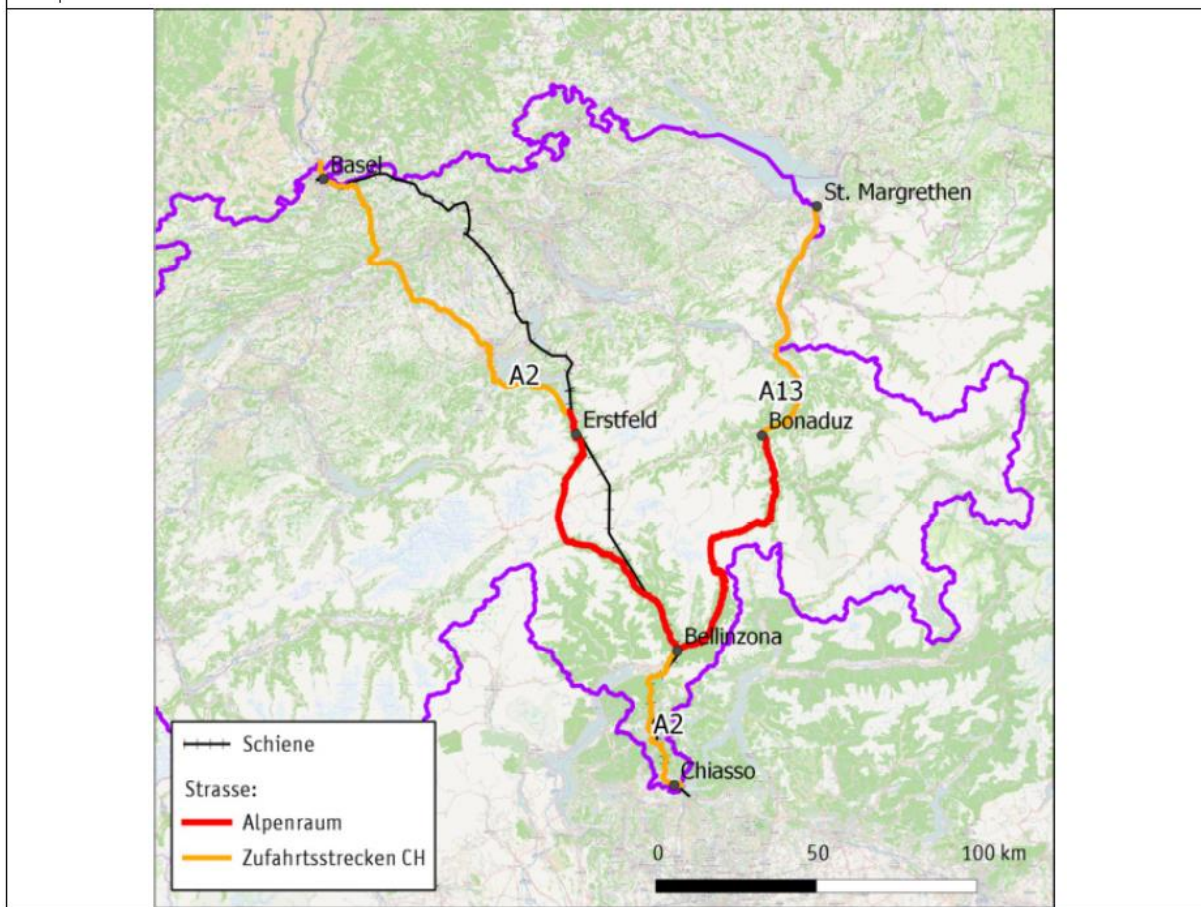 Basel
St. Margrethen
A2
A13
Erstfeld
Bonaduz
Bellinzona
A2
Chiasso
Schiene
Strasse:
Alpenraum
Zufahrtsstrecken CH
0 50 100 km